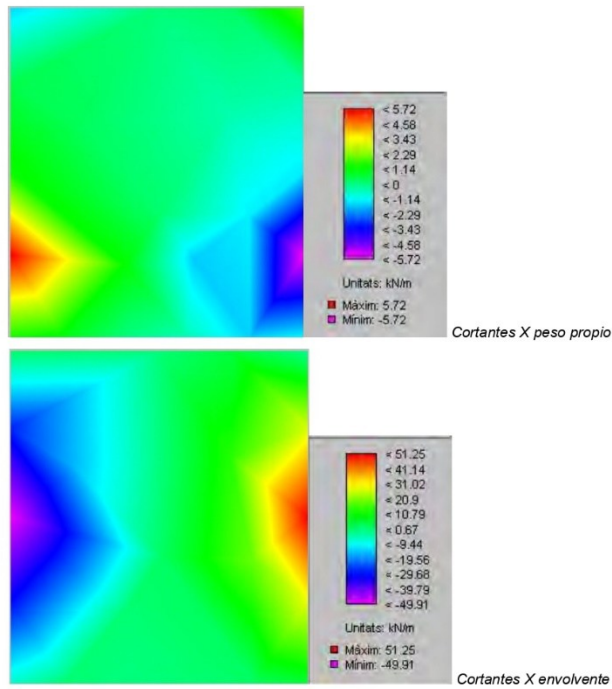 < 5.72
< 4.58
< 3.43
< 2.29
< 1.14
< 0
< -1.14
< -2.29
< -3.43
< -4.58
< -5.72
Unitats: kN/m
Màxim: 5.72
Mínim: -5.72
Cortantes X peso propio
< 51.25
< 41.14
< 31.02
< 20.9
< 10.79
< 0.67
< -9.44
< -19.56
< -29.68
< -39.79
< -49.91
Unitats: kN/m
Màxim: 51.25
Mínim: -49.91
Cortantes X envolvente